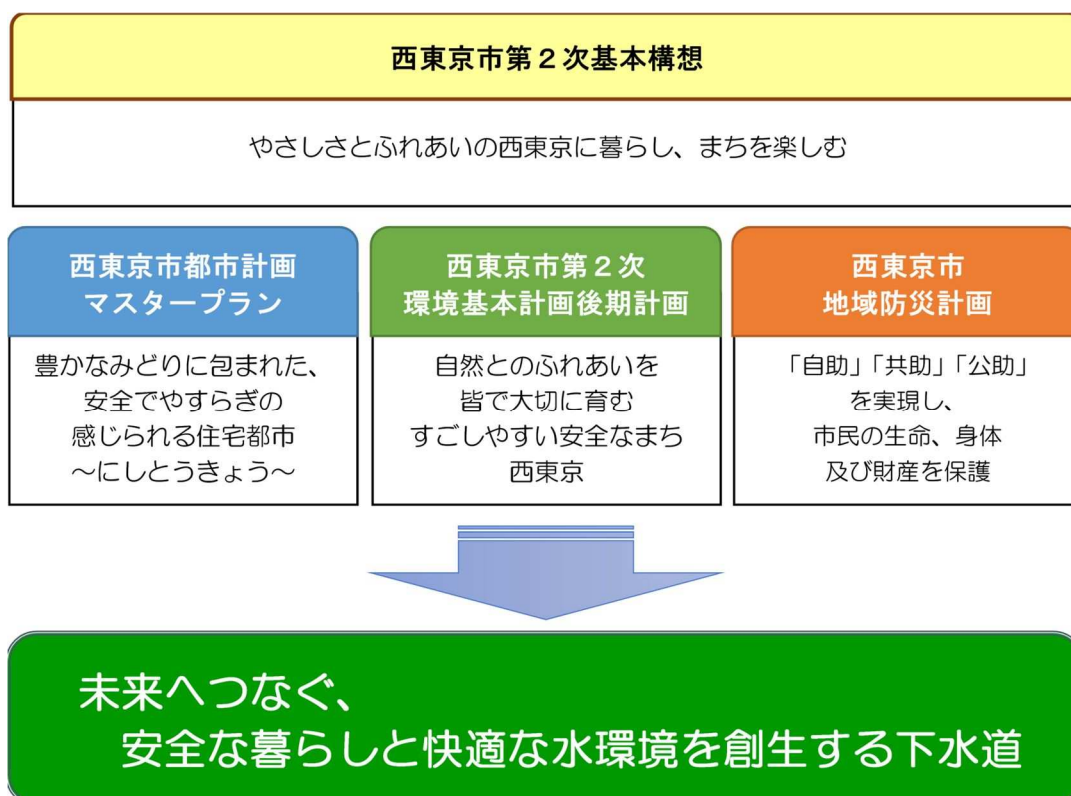 西東京市第２次基本構想
やさしさとふれあいの西東京に暮らし、まちを楽しむ
西東京市都市計画
マスタープラン
豊かなみどりに包まれた、
安全でやすらぎの
感じられる住宅都市
～にしとうきょう～
西東京市第２次
環境基本計画後期計画
自然とのふれあいを
皆で大切に育む
すごしやすい安全なまち
西東京
西東京市
地域防災計画
「自助」「共助」「公助」
を実現し、
市民の生命、身体
及び財産を保護
未来へつなぐ、
安全な暮らしと快適な水環境を創生する下水道